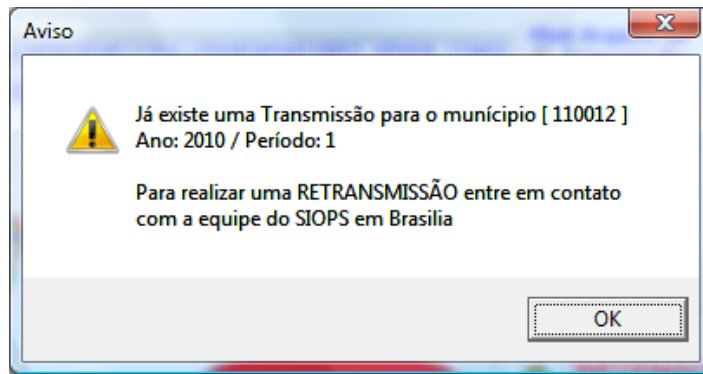 Aviso
Já existe uma Transmissão para o munícipio [ 110012 ]
Ano: 2010 / Período: 1
Para realizar uma RETRANSMISSÃO entre em contato
com a equipe do SIOPS em Brasilia
OK